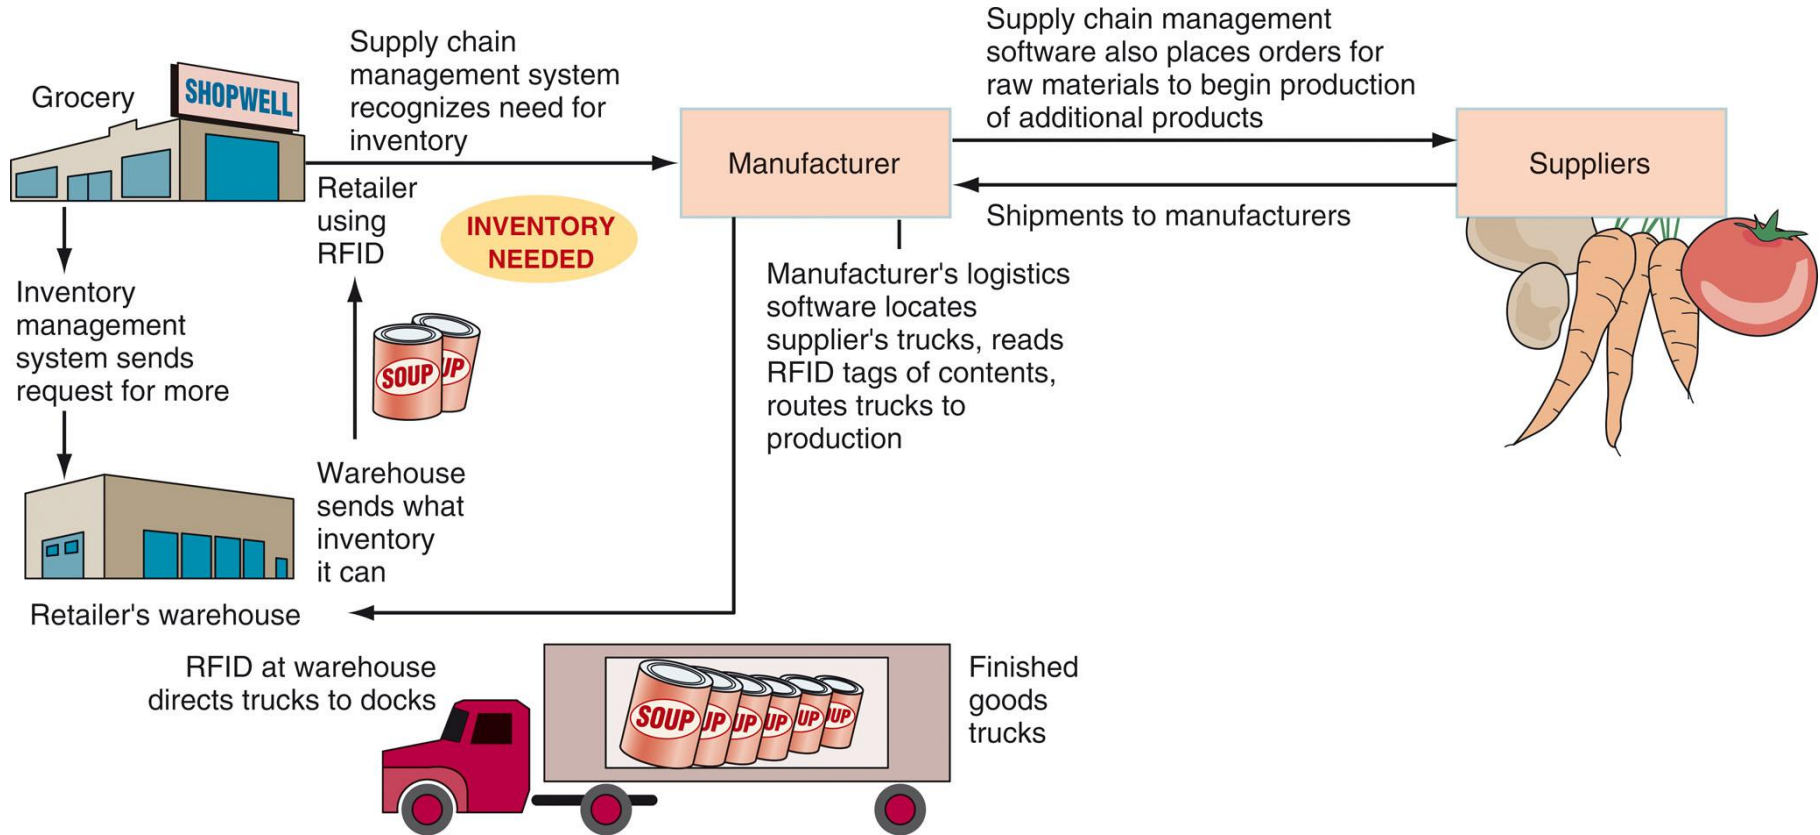 Grocery
SHOPWELL
Supply chain
management system
recognizes need for
inventory
Retailer
using
RFID
INVENTORY
NEEDED
Manufacturer
Supply chain management
software also places orders for
raw materials to begin production
of additional products
Suppliers
Shipments to manufacturers
Manufacturer's logistics
software locates
supplier's trucks, reads
RFID tags of contents,
routes trucks to
production
Inventory
management
system sends
request for more
SOUP
UP
Warehouse
sends what
inventory
it can
Retailer's warehouse
RFID at warehouse
directs trucks to docks
SOUP
UP
UP
UP
UP
OUP
Finished
goods
trucks